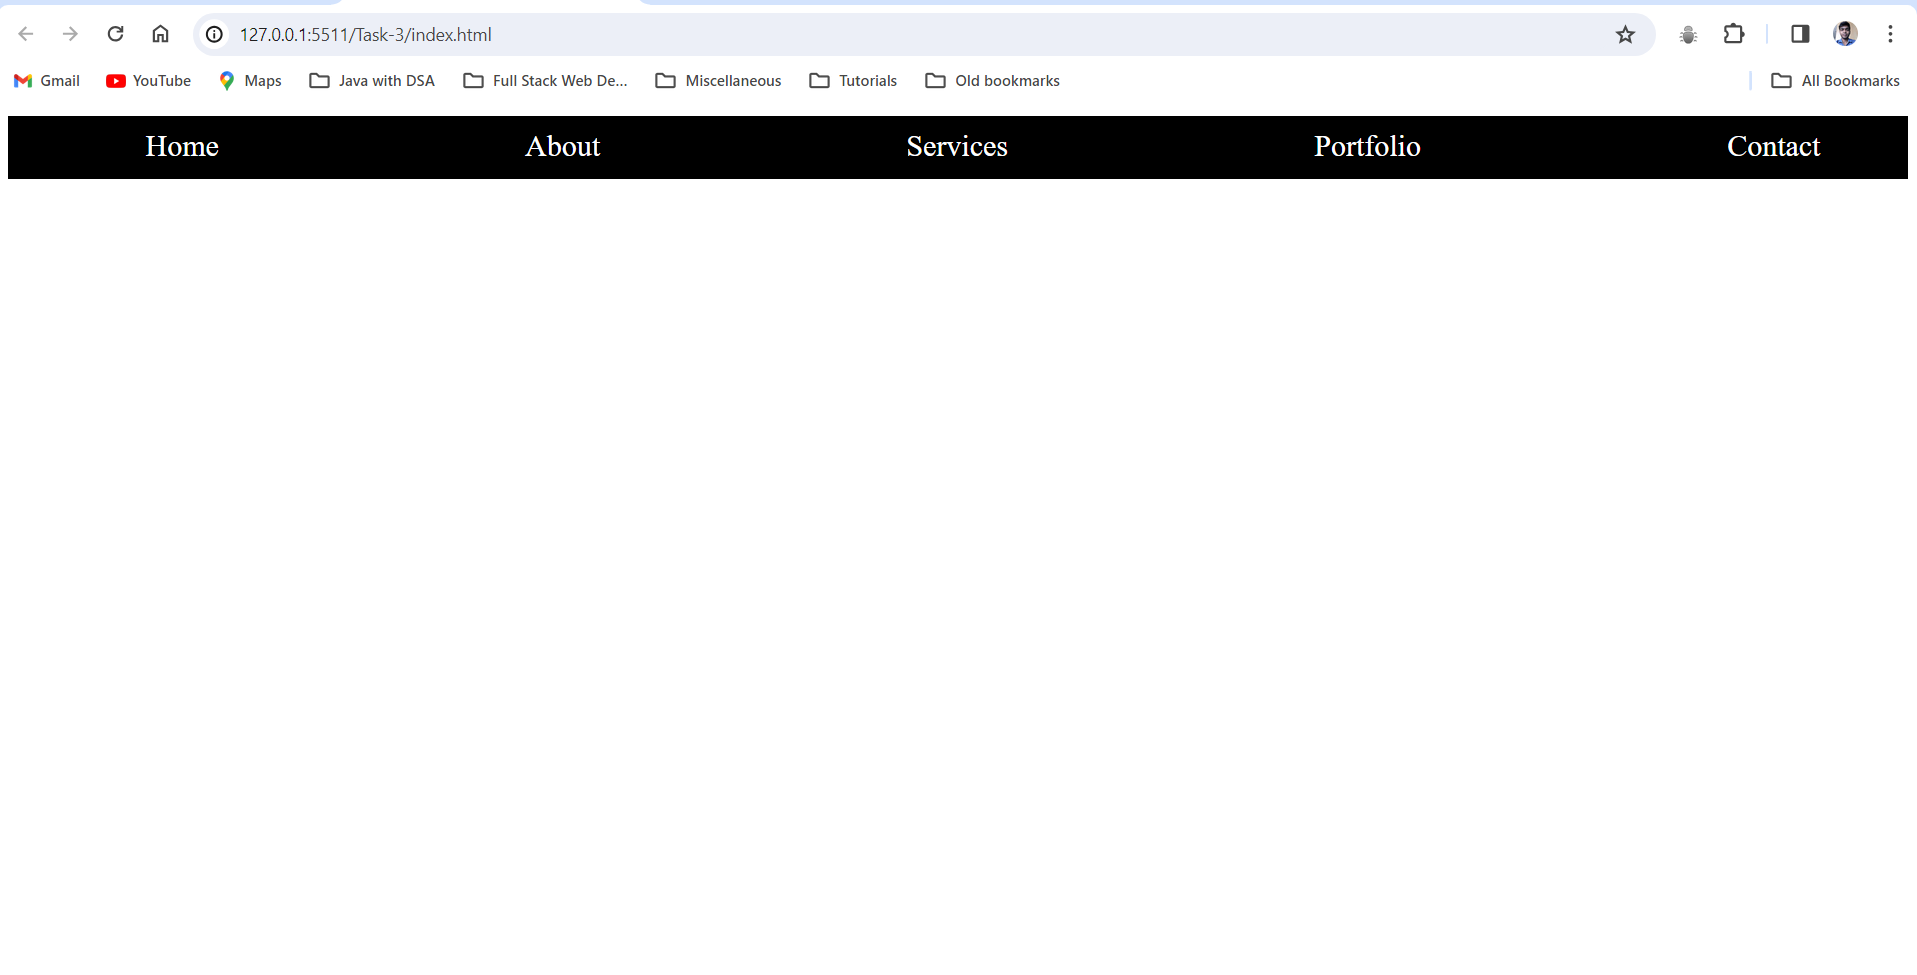 127.0.0.1:5511/Task-3/index.html
Gmail YouTube Maps Java with DSA Full Stack Web De... Miscellaneous Tutorials Old bookmarks All Bookmarks
Home About Services Portfolio Contact